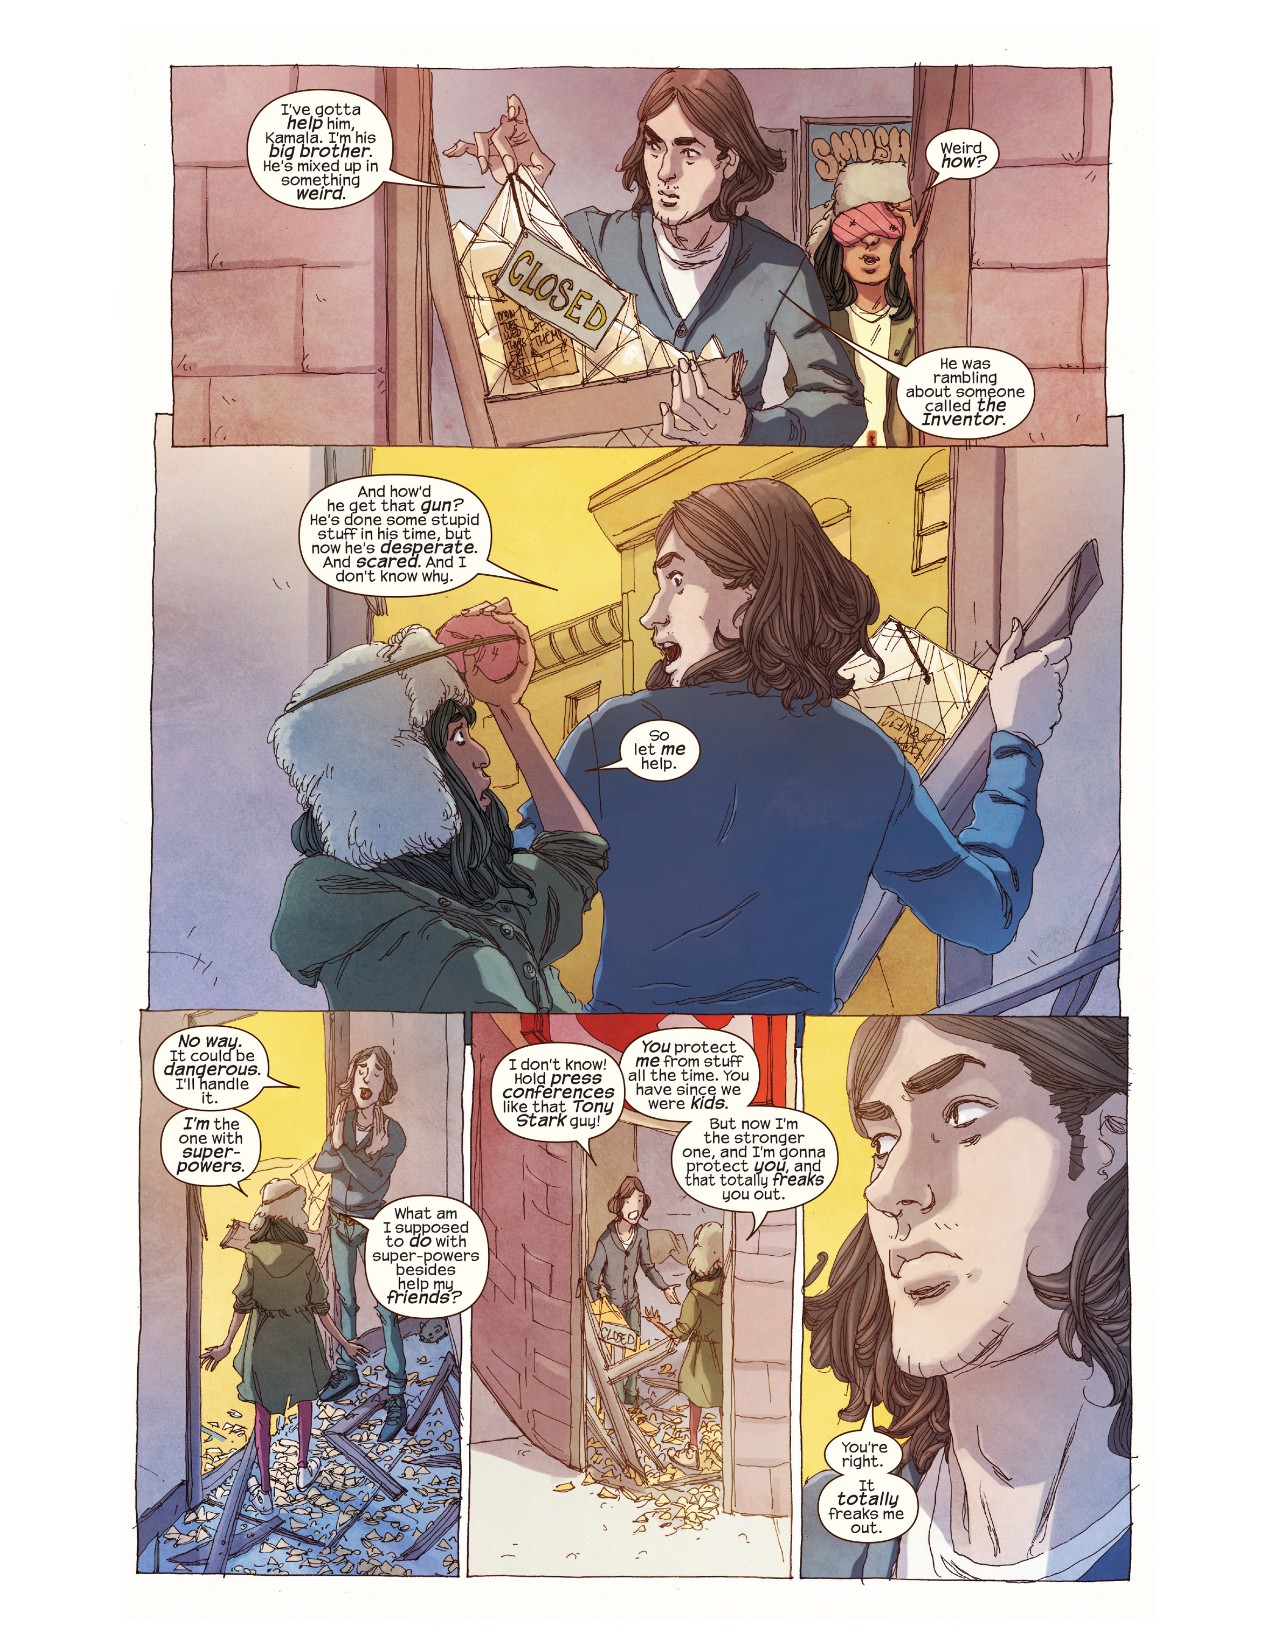 I've gotta
help him,
Kamala. I'm his
big brother.
He's mixed up in
something
weird.
SMUSH
Weird
how?
CLOSED
He was
rambling
about someone
called the
Inventor.
And how'd
he get that gun?
He's done some stupid
stuff in his time, but
now he's desperate.
And scared. And I
don't know why.
So
let me
help.
No way.
It could be
dangerous.
I'll handle
it.
I'm the
one with
super-
powers.
What am
I supposed
to do with
super-powers
besides
help my
friends?
I don't know!
Hold press
conferences
like that Tony
Stark guy!
You protect
me from stuff
all the time. You
have since we
were kids.
But now I'm
the stronger
one, and I'm gonna
protect you, and
that totally freaks
you out.
CLOSED
You're
right.
It
totally
freaks me
out.